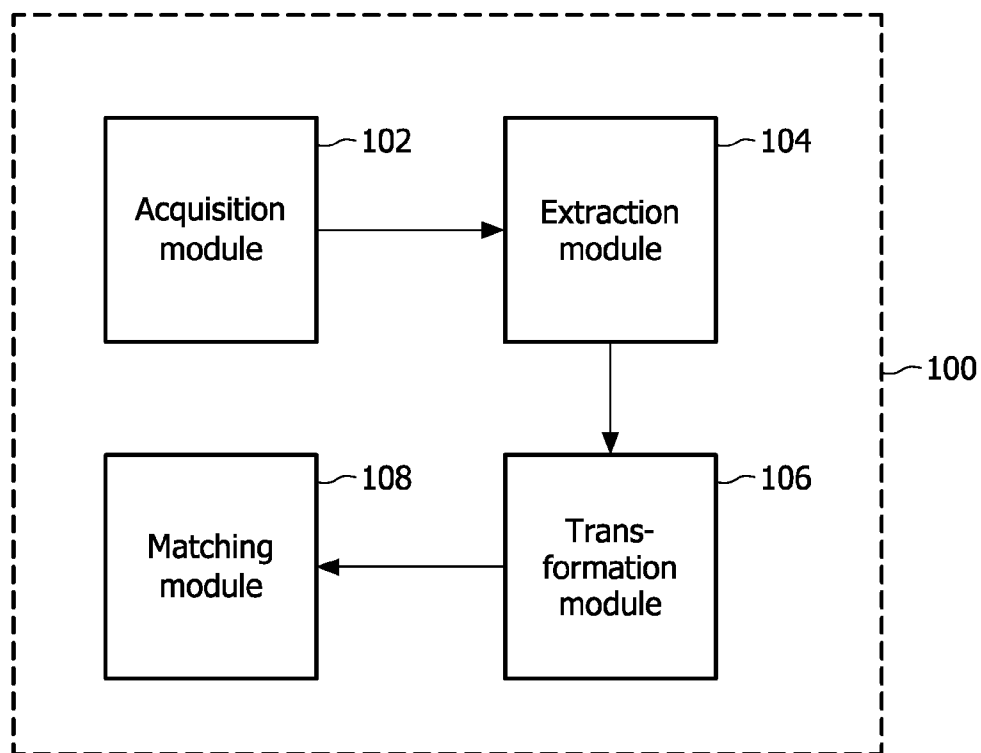 102
104
Acquisition
module
Extraction
module
100
108
106
Matching
module
Trans-
formation
module